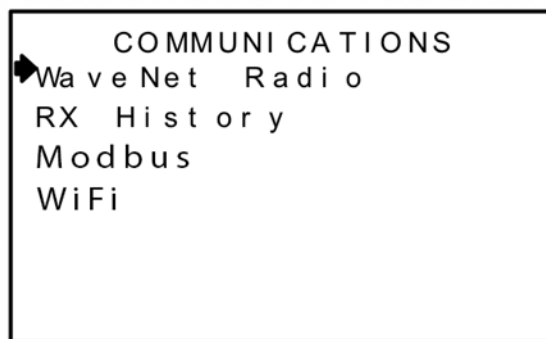 COMMUNICATIONS
WaveNet Radio
RX History
Modbus
WiFi